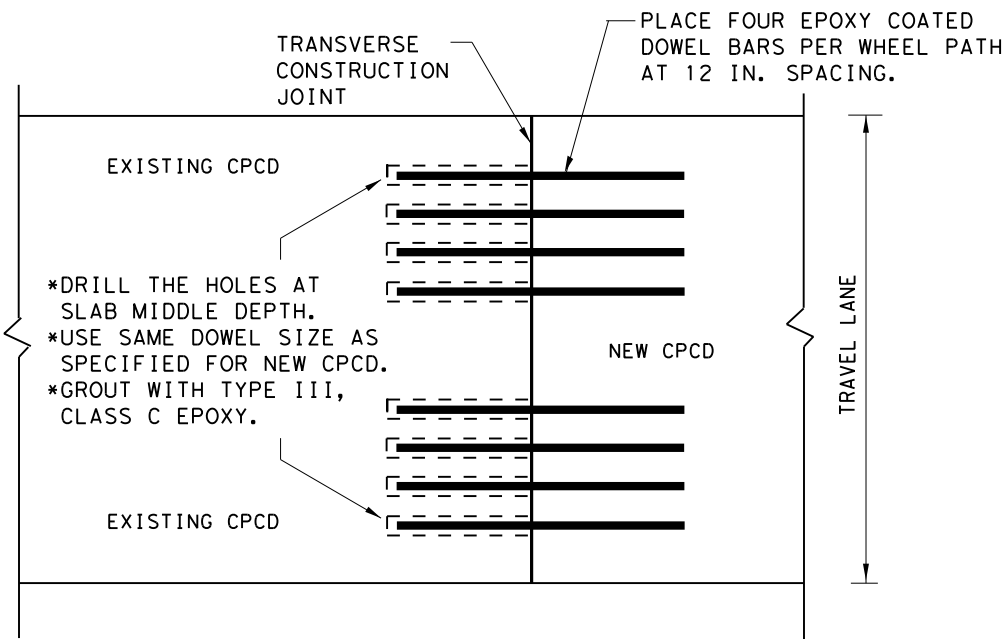 PLACE FOUR EPOXY COATED
DOWEL BARS PER WHEEL PATH
AT 12 IN. SPACING.
TRANSVERSE
CONSTRUCTION
JOINT
EXISTING CPCD
*DRILL THE HOLES AT
SLAB MIDDLE DEPTH.
*USE SAME DOWEL SIZE AS
SPECIFIED FOR NEW CPCD.
*GROUT WITH TYPE III,
CLASS C EPOXY.
NEW CPCD
TRAVEL LANE
EXISTING CPCD